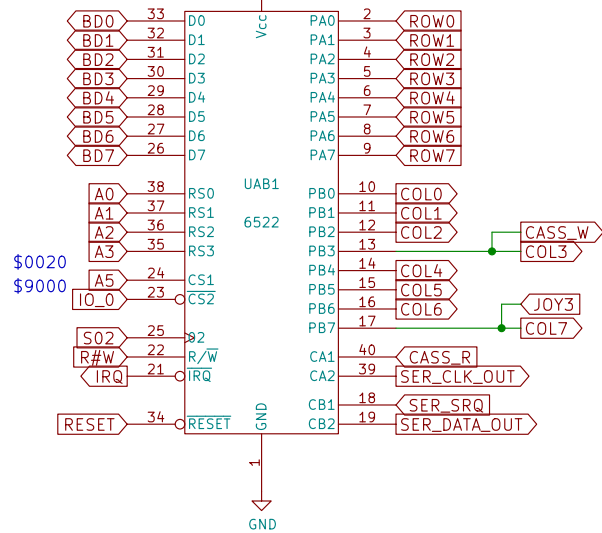 BD0 33 D0 Vcc PA0 2 ROW0
BD1 32 D1 PA1 3 ROW1
BD2 31 D2 PA2 4 ROW2
BD3 30 D3 PA3 5 ROW3
BD4 29 D4 PA4 6 ROW4
BD5 28 D5 PA5 7 ROW5
BD6 27 D6 PA6 8 ROW6
BD7 26 D7 PA7 9 ROW7
UAB1
A0 38 RS0 PB0 10 COL0
A1 37 RS1 PB1 11 COL1
6522
A2 36 RS2 PB2 12 COL2 CASS_W
A3 35 RS3 PB3 13 COL3
$0020
PB4 14 COL4
A5 24 CS1 PB5 15 COL5
$9000
IO_0 23 CS2 PB6 16 COL6 JOY3
PB7 17 COL7
S02 25 ø2
R#W 22 R/W CA1 40 CASS_R
IRQ 21 IRQ CA2 39 SER_CLK_OUT
CB1 18 SER_SRQ
RESET 34 RESET GND CB2 19 SER_DATA_OUT
1
GND